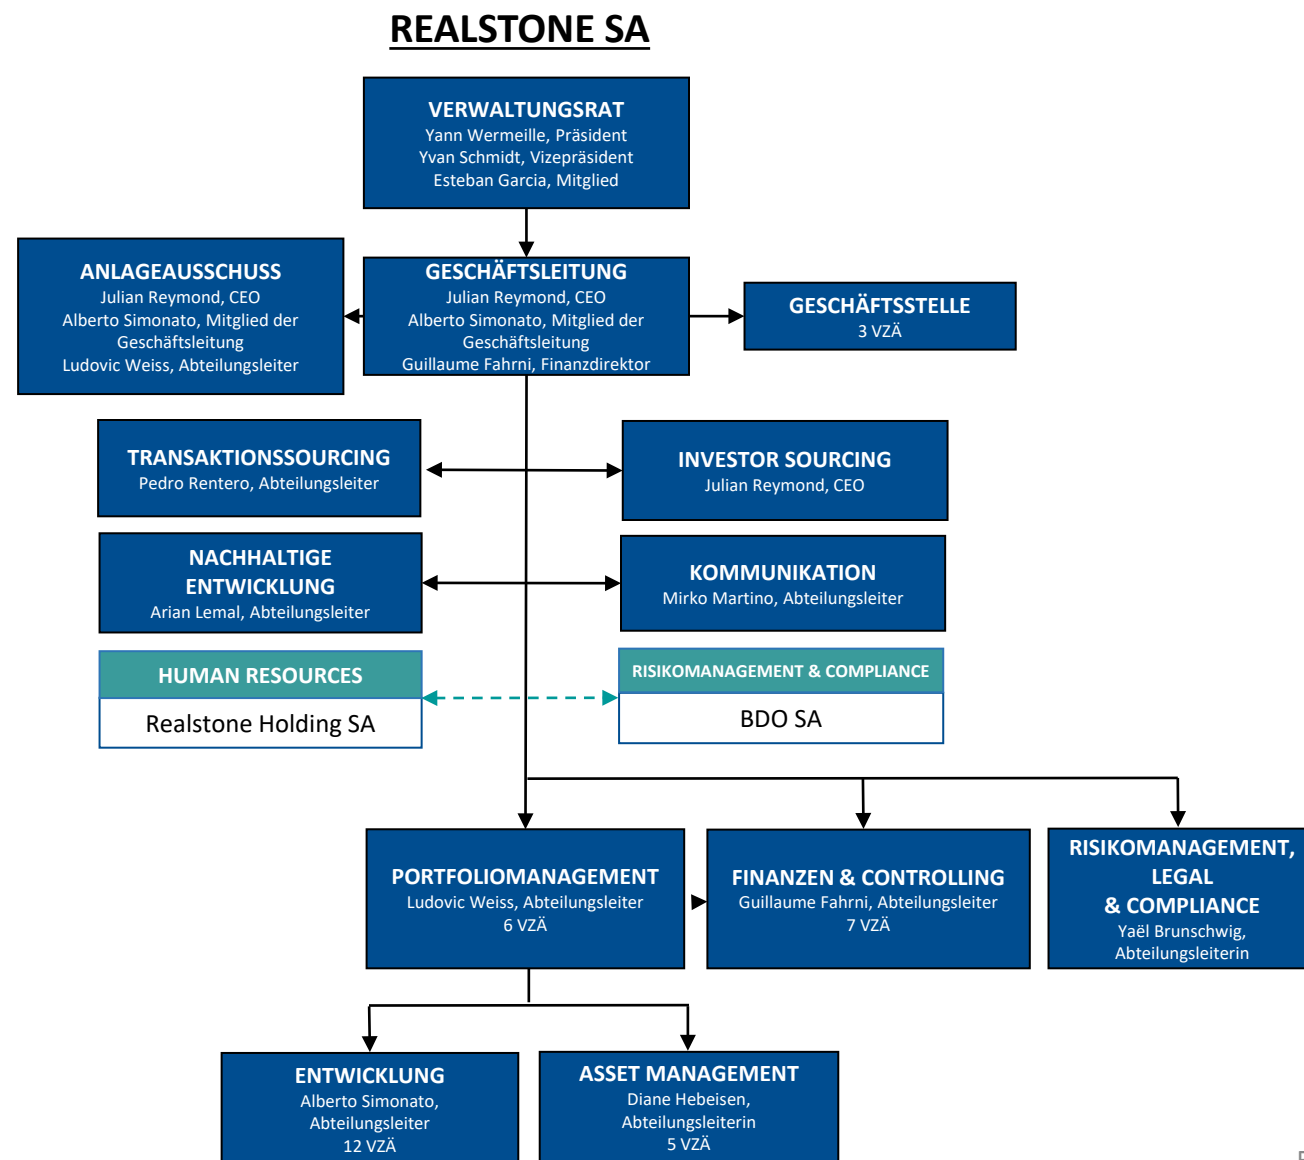 REALSTONE SA
VERWALTUNGSRAT
Yann Wermeille, Präsident
Yvan Schmidt, Vizepräsident
Esteban Garcia, Mitglied
ANLAGEAUSSCHUSS
Julian Reymond, CEO
Alberto Simonato, Mitglied der
Geschäftsleitung
Ludovic Weiss, Abteilungsleiter
GESCHÄFTSLEITUNG
Julian Reymond, CEO
Alberto Simonato, Mitglied der
Geschäftsleitung
Guillaume Fahrni, Finanzdirektor
GESCHÄFTSSTELLE
3 VZÄ
TRANSAKTIONSSOURCING
Pedro Rentero, Abteilungsleiter
INVESTOR SOURCING
Julian Reymond, CEO
NACHHALTIGE
ENTWICKLUNG
Arian Lemal, Abteilungsleiter
KOMMUNIKATION
Mirko Martino, Abteilungsleiter
HUMAN RESOURCES
Realstone Holding SA
RISIKOMANAGEMENT & COMPLIANCE
BDO SA
PORTFOLIOMANAGEMENT
Ludovic Weiss, Abteilungsleiter
6 VZÄ
FINANZEN & CONTROLLING
Guillaume Fahrni, Abteilungsleiter
7 VZÄ
RISIKOMANAGEMENT,
LEGAL
& COMPLIANCE
Yaël Brunschwig,
Abteilungsleiterin
ENTWICKLUNG
Alberto Simonato,
Abteilungsleiter
12 VZÄ
ASSET MANAGEMENT
Diane Hebeisen,
Abteilungsleiterin
5 VZÄ